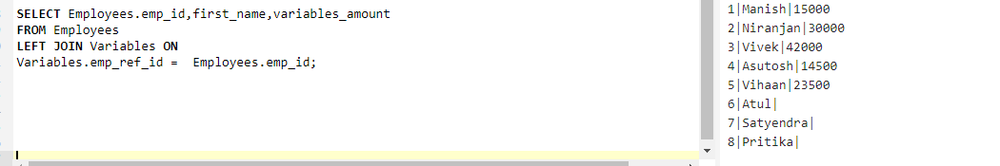 SELECT Employees.emp_id,first_name,variables_amount
FROM Employees
LEFT JOIN Variables ON
Variables.emp_ref_id =  Employees.emp_id;
1|Manish|15000
2|Niranjan|30000
3|Vivek|42000
4|Asutosh|14500
5|Vihaan|23500
6|Atul|
7|Satyendra|
8|Pritika|